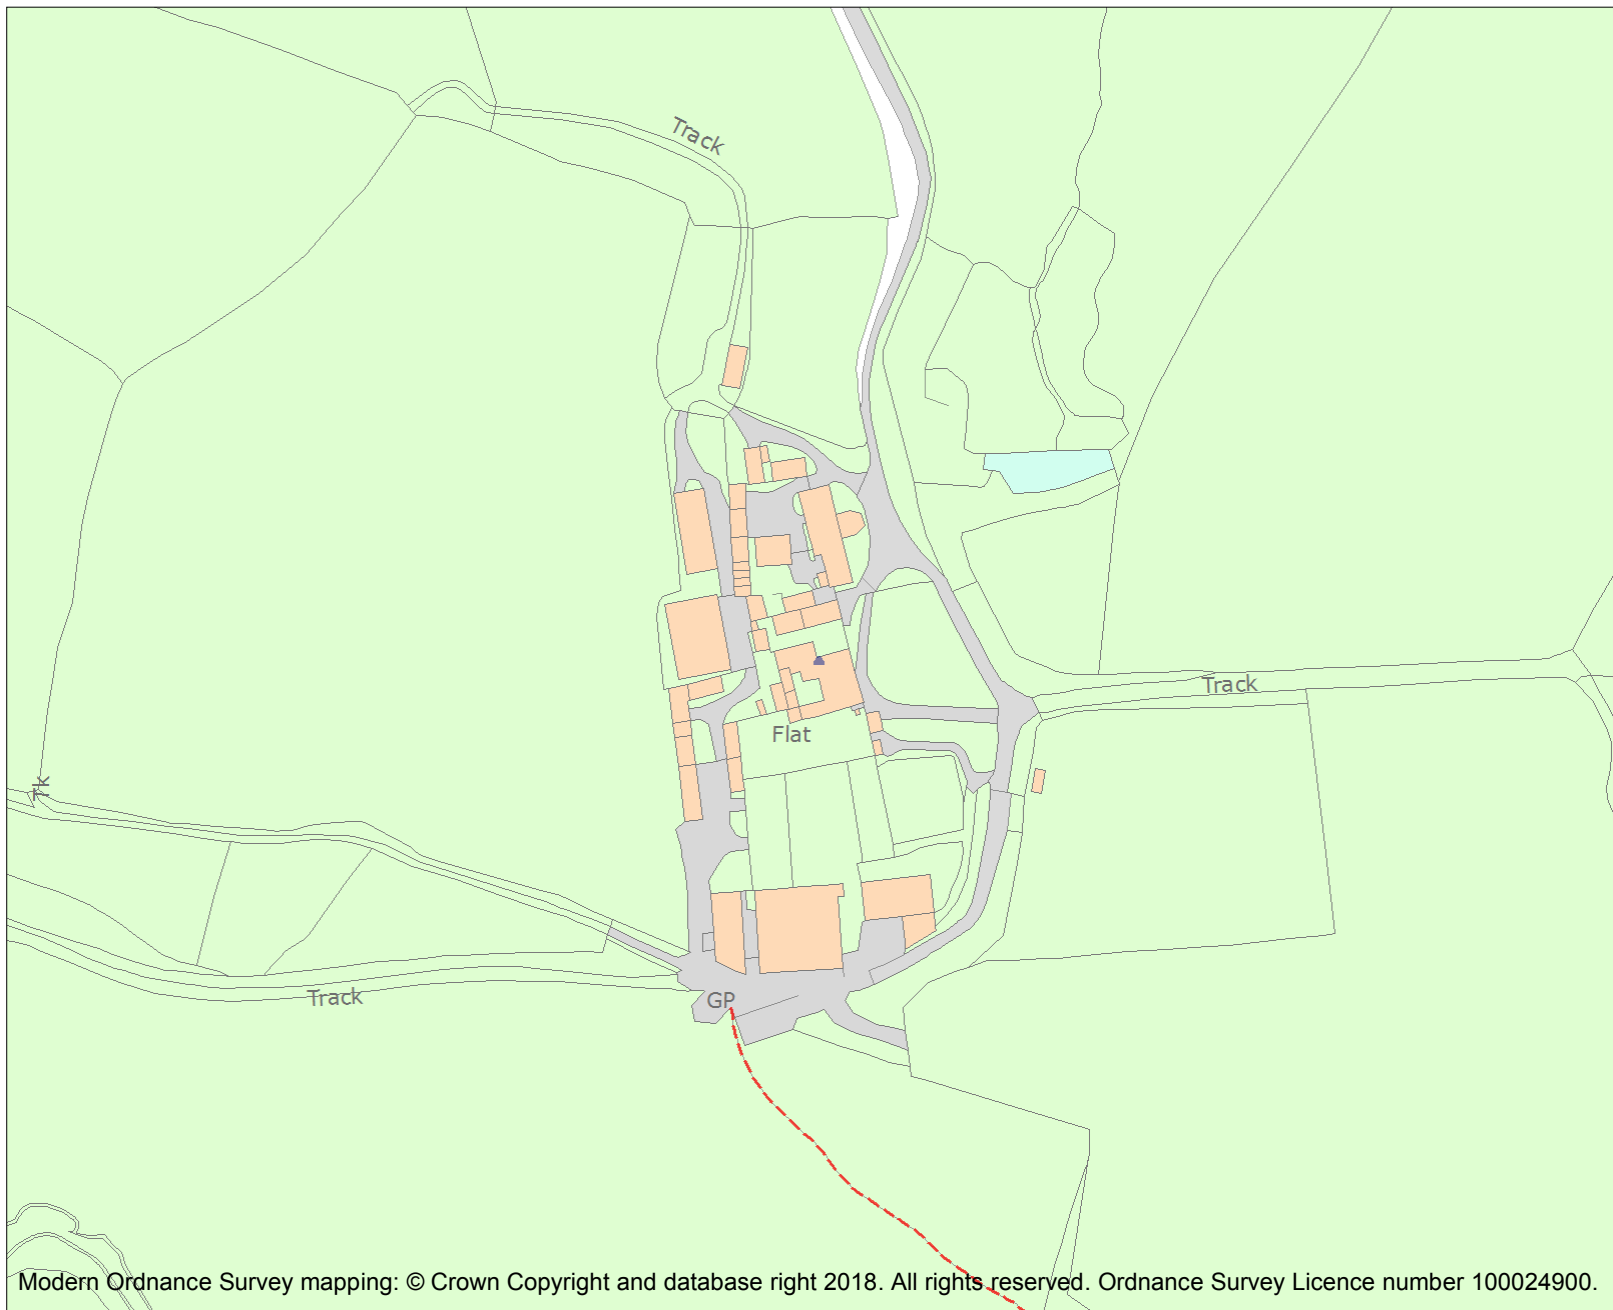 Track
Track
Flat
Tk
Track
GP
Modern Ordnance Survey mapping: © Crown Copyright and database right 2018. All rights reserved. Ordnance Survey Licence number 100024900.